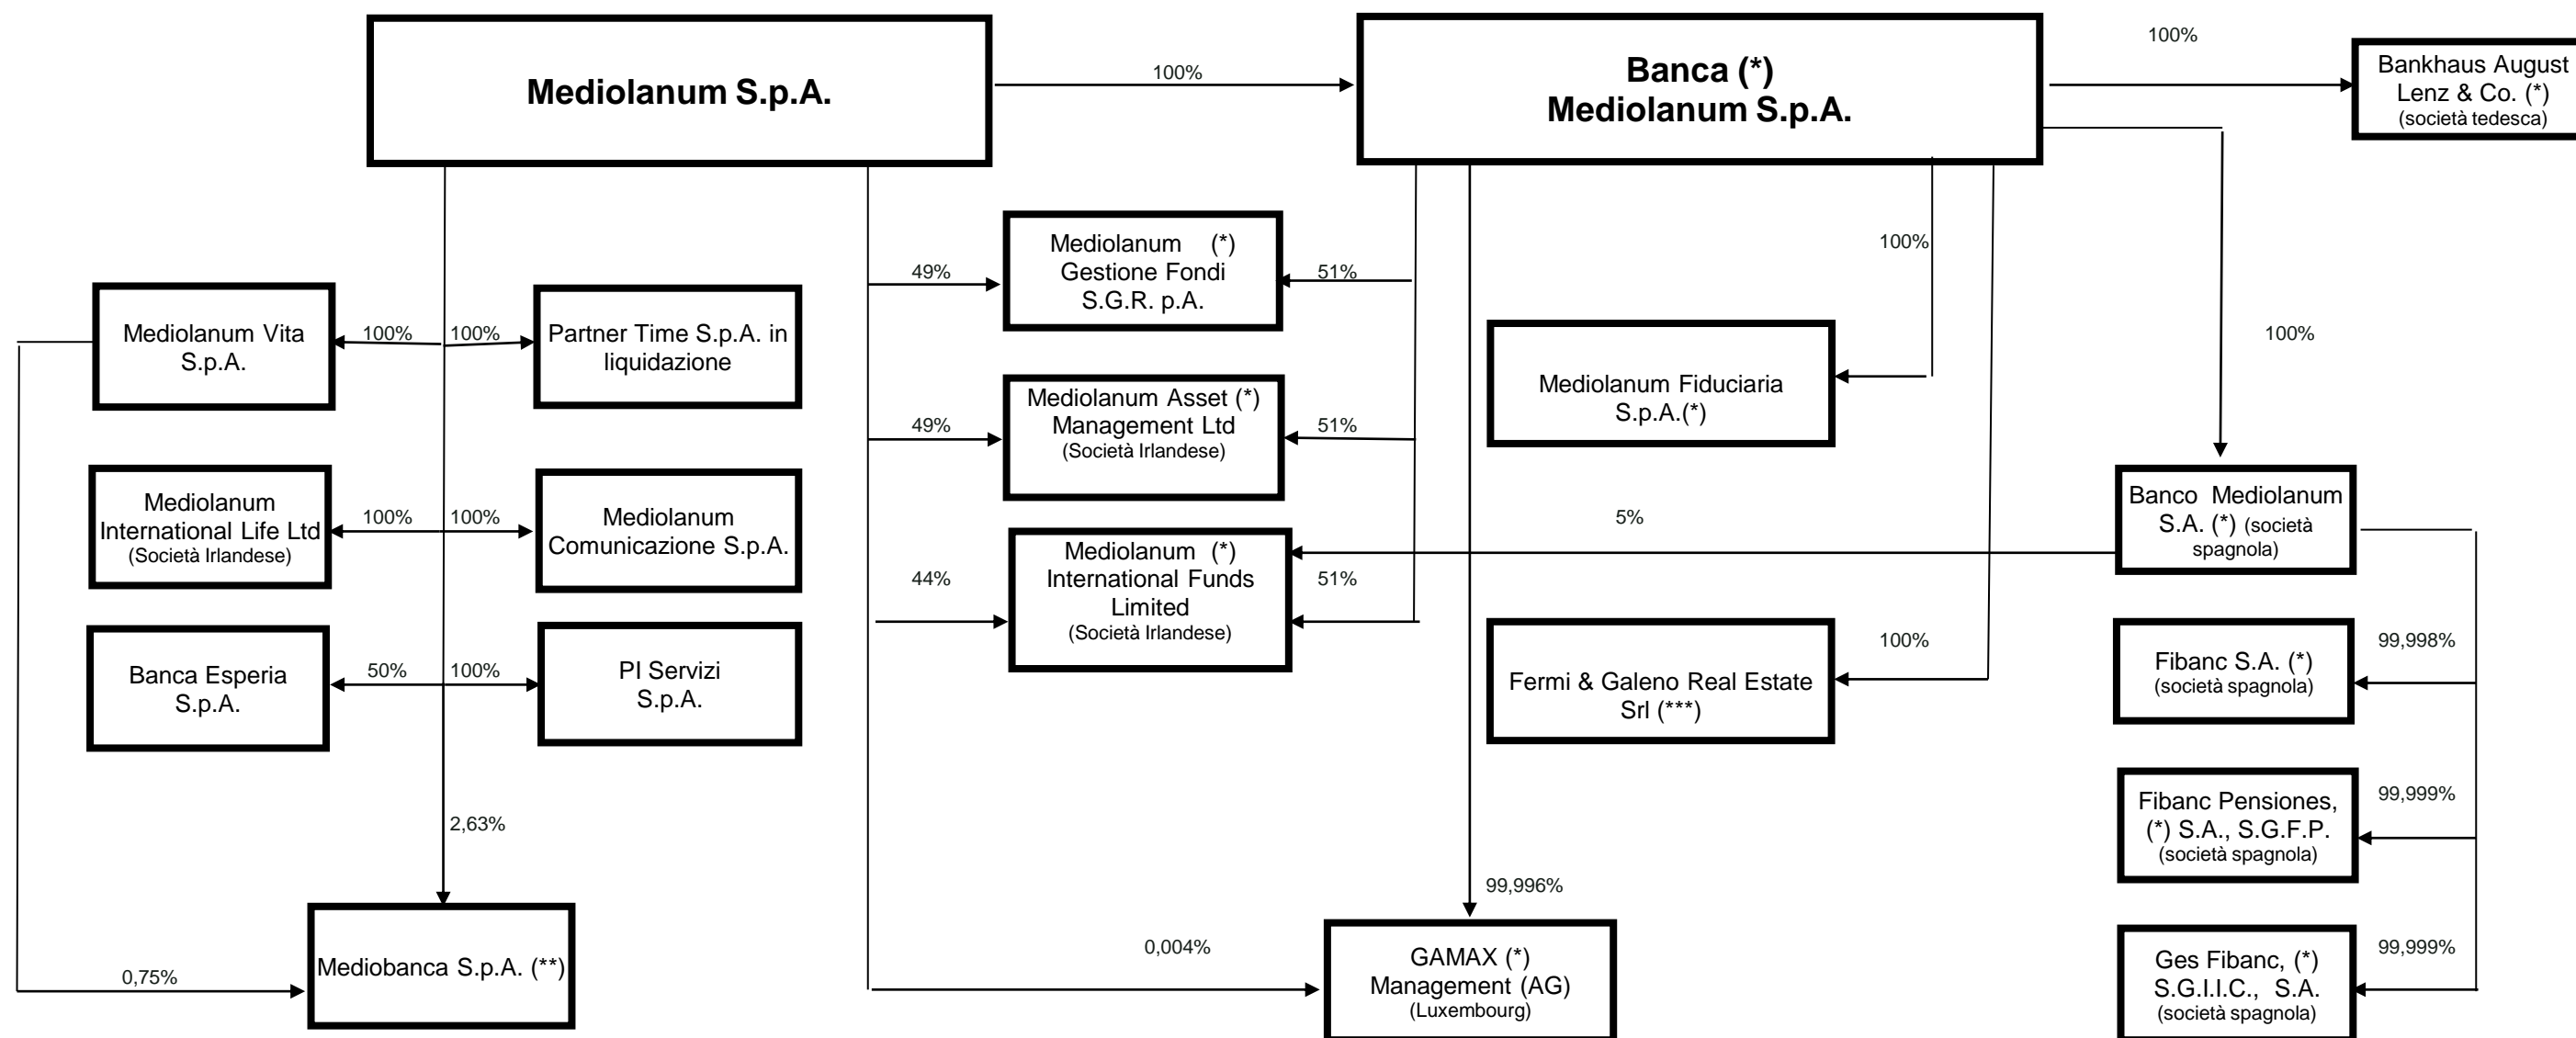 Mediolanum S.p.A.
100%
Banca (*)
Mediolanum S.p.A.
100%
Bankhaus August
Lenz & Co. (*)
(società tedesca)
Mediolanum (*)
Gestione Fondi
S.G.R. p.A.
49%
51%
100%
Mediolanum Vita
S.p.A.
100%
100%
Partner Time S.p.A. in
liquidazione
100%
Mediolanum Asset (*)
Management Ltd
(Società Irlandese)
49%
51%
Mediolanum Fiduciaria
S.p.A.(*)
Mediolanum
International Life Ltd
(Società Irlandese)
100%
100%
Mediolanum
Comunicazione S.p.A.
Mediolanum (*)
International Funds
Limited
(Società Irlandese)
44%
51%
5%
Banco Mediolanum
S.A. (*) (società
spagnola)
Banca Esperia
S.p.A.
50%
100%
PI Servizi
S.p.A.
Fermi & Galeno Real Estate
Srl (***)
100%
Fibanc S.A. (*)
(società spagnola)
99,998%
2,63%
Fibanc Pensiones,
(*) S.A., S.G.F.P.
(società spagnola)
99,999%
99,996%
0,75%
Mediobanca S.p.A. (**)
0,004%
GAMAX (*)
Management (AG)
(Luxembourg)
Ges Fibanc, (*)
S.G.I.I.C., S.A.
(società spagnola)
99,999%